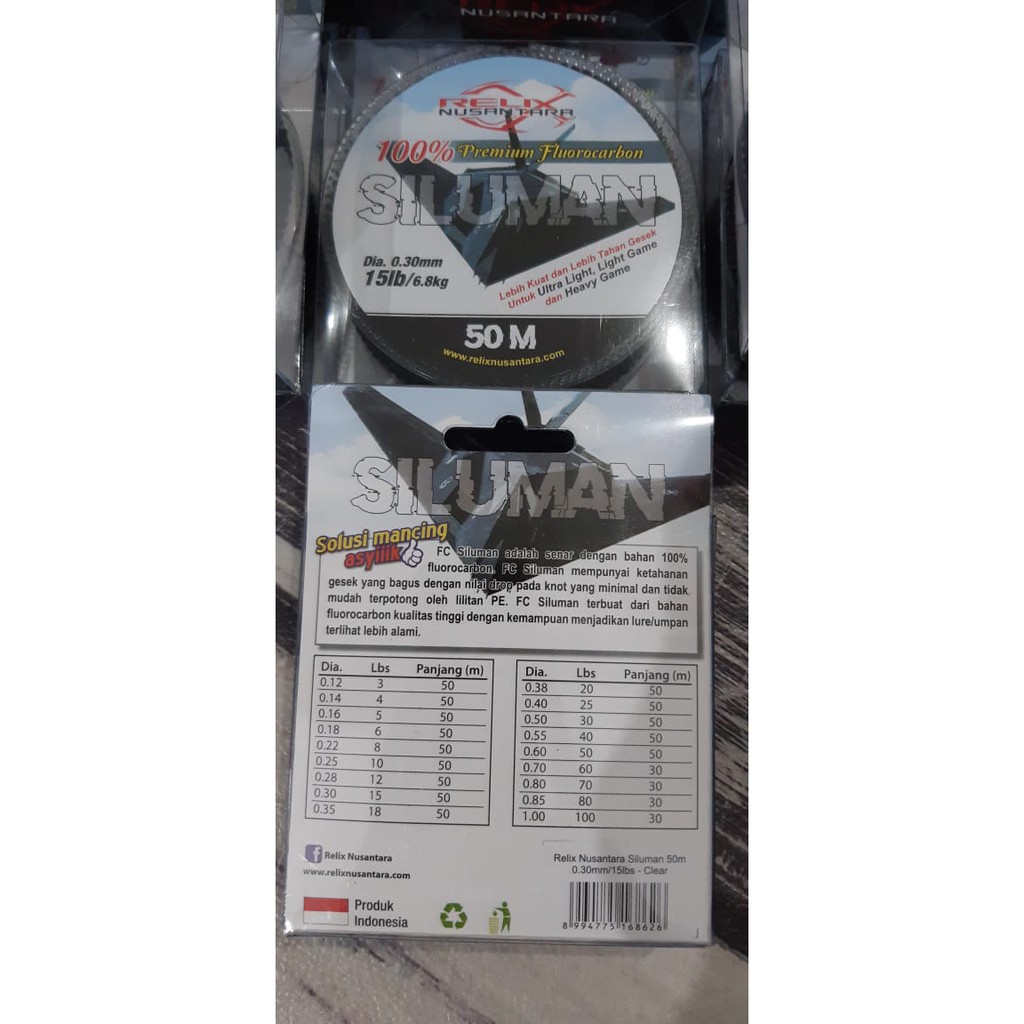 RELIX
NUSANTARA
RELIX
NUSANTARA
100% Premium Fluorocarbon
SILUMAN
Dia. 0.30mm
15lb/6.8kg
Lebih Kuat dan Lebih Tahan Gesek
Untuk Ultra Light, Light Game
dan Heavy Game
50 M
www.relixnusantara.com
SILUMAN
Solusi mancing
asyiiik
FC Siluman adalah senar dengan bahan 100%
fluorocarbon. FC Siluman mempunyai ketahanan
gesek yang bagus dengan nilai drop pada knot yang minimal dan tidak
mudah terpotong oleh lilitan PE. FC Siluman terbuat dari bahan
fluorocarbon kualitas tinggi dengan kemampuan menjadikan lure/umpan
terlihat lebih alami.
Dia. Lbs Panjang (m)
0.12 3 50
0.14 4 50
0.16 5 50
0.18 6 50
0.22 8 50
0.25 10 50
0.28 12 50
0.30 15 50
0.35 18 50
Dia. Lbs Panjang (m)
0.38 20 50
0.40 25 50
0.50 30 50
0.55 40 50
0.60 50 50
0.70 60 30
0.80 70 30
0.85 80 30
1.00 100 30
f Relix Nusantara
www.relixnusantara.com
Produk
Indonesia
Relix Nusantara Siluman 50m
0.30mm/15lbs - Clear
8 994775 168626